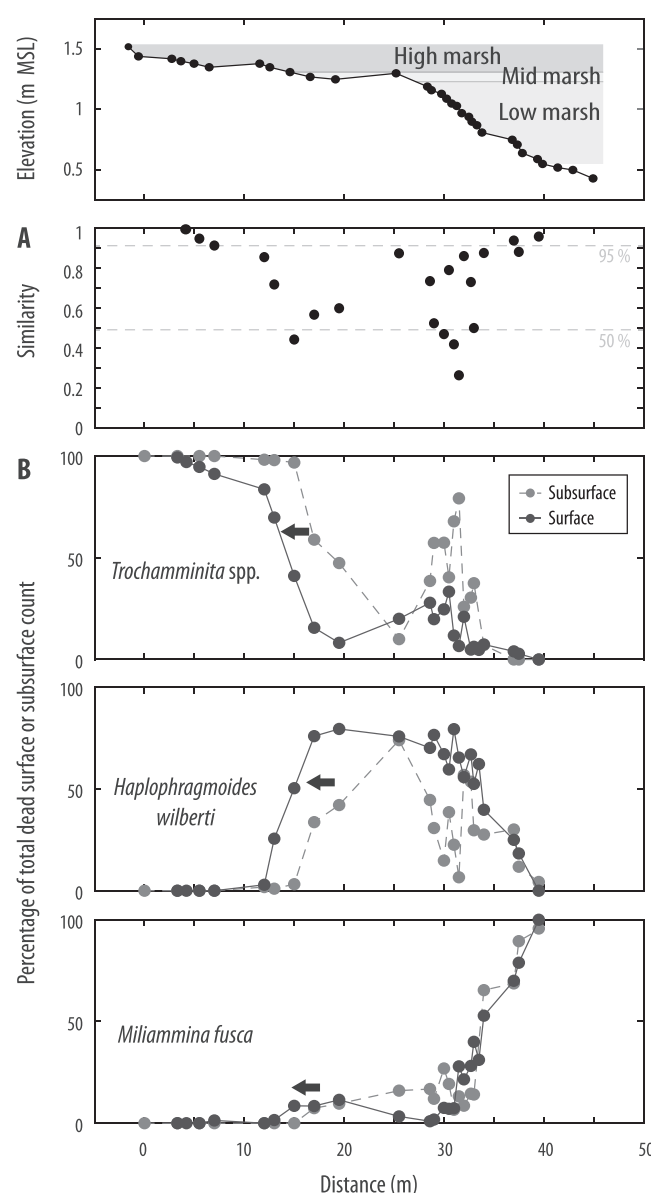 1.5
1
0.5
Elevation (m MSL)
High marsh
Mid marsh
Low marsh
A
1
0.8
0.6
0.4
0.2
0
Similarity
95 %
50 %
B
100
50
0
Subsurface
Surface
Trochamminita spp.
Percentage of total dead surface or subsurface count
100
50
0
Haplophragmoides
wilberti
100
50
0
Miliammina fusca
0 10 20 30 40 50
Distance (m)